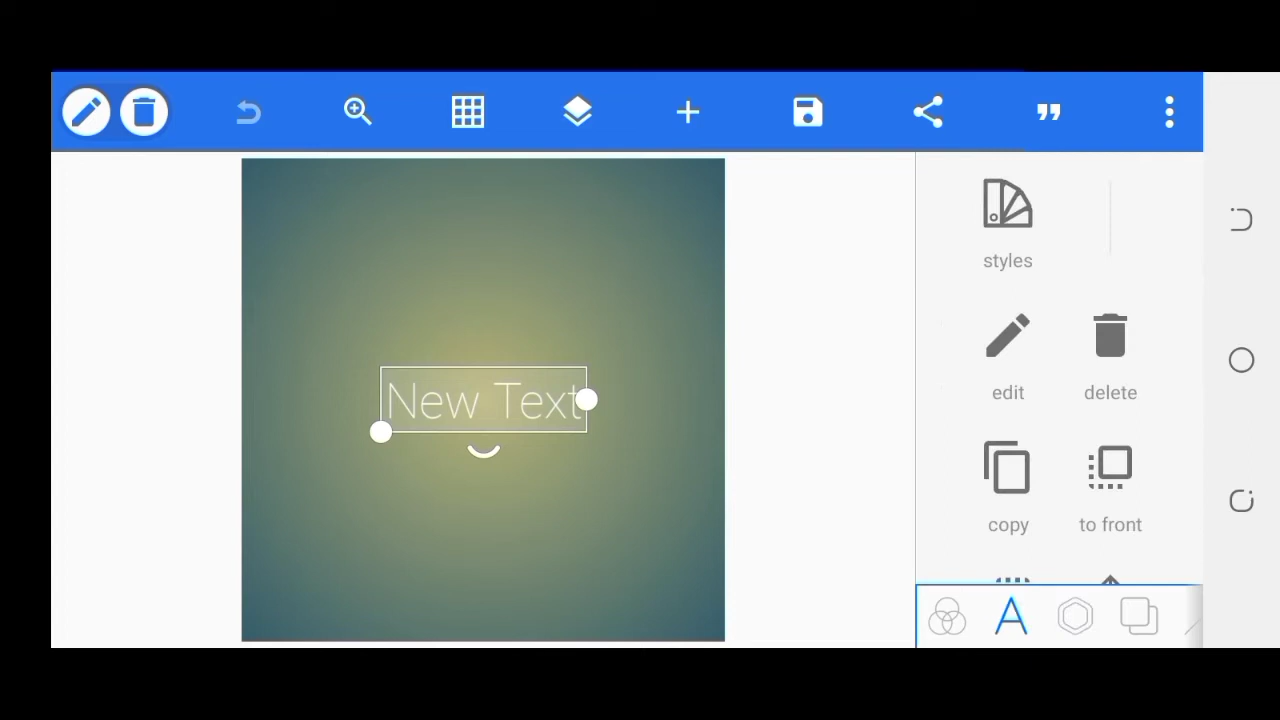 styles
New Text
edit
delete
copy
to front